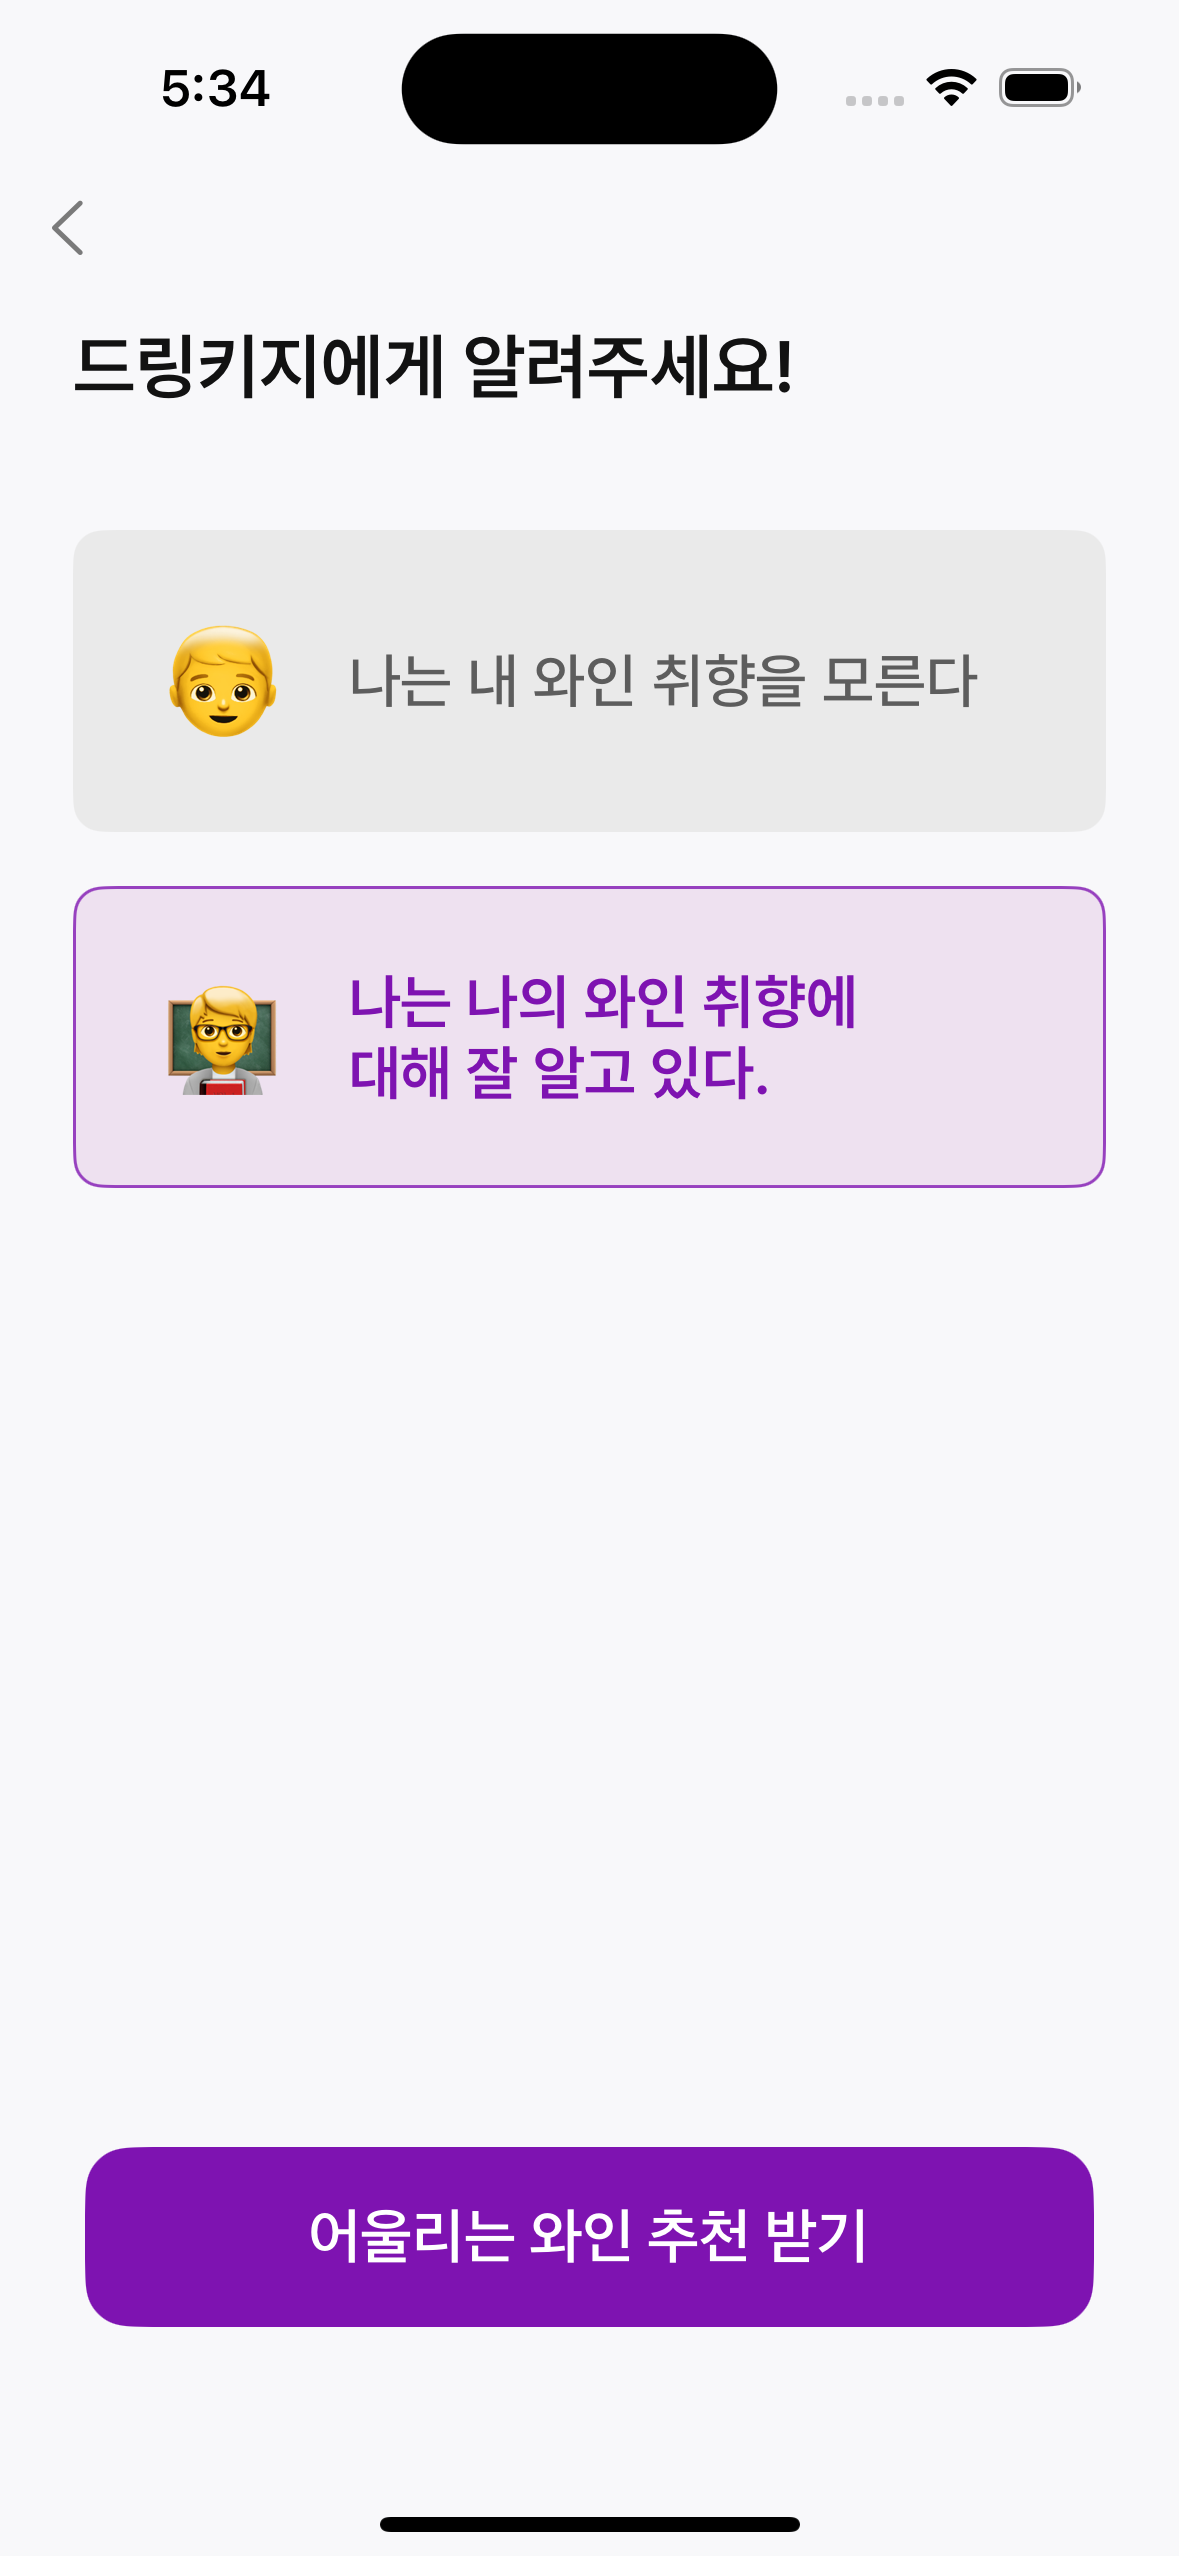 5:34
드링키지에게 알려주세요!
나는 내 와인 취향을 모른다
나는 나의 와인 취향에
대해 잘 알고 있다.
어울리는 와인 추천 받기